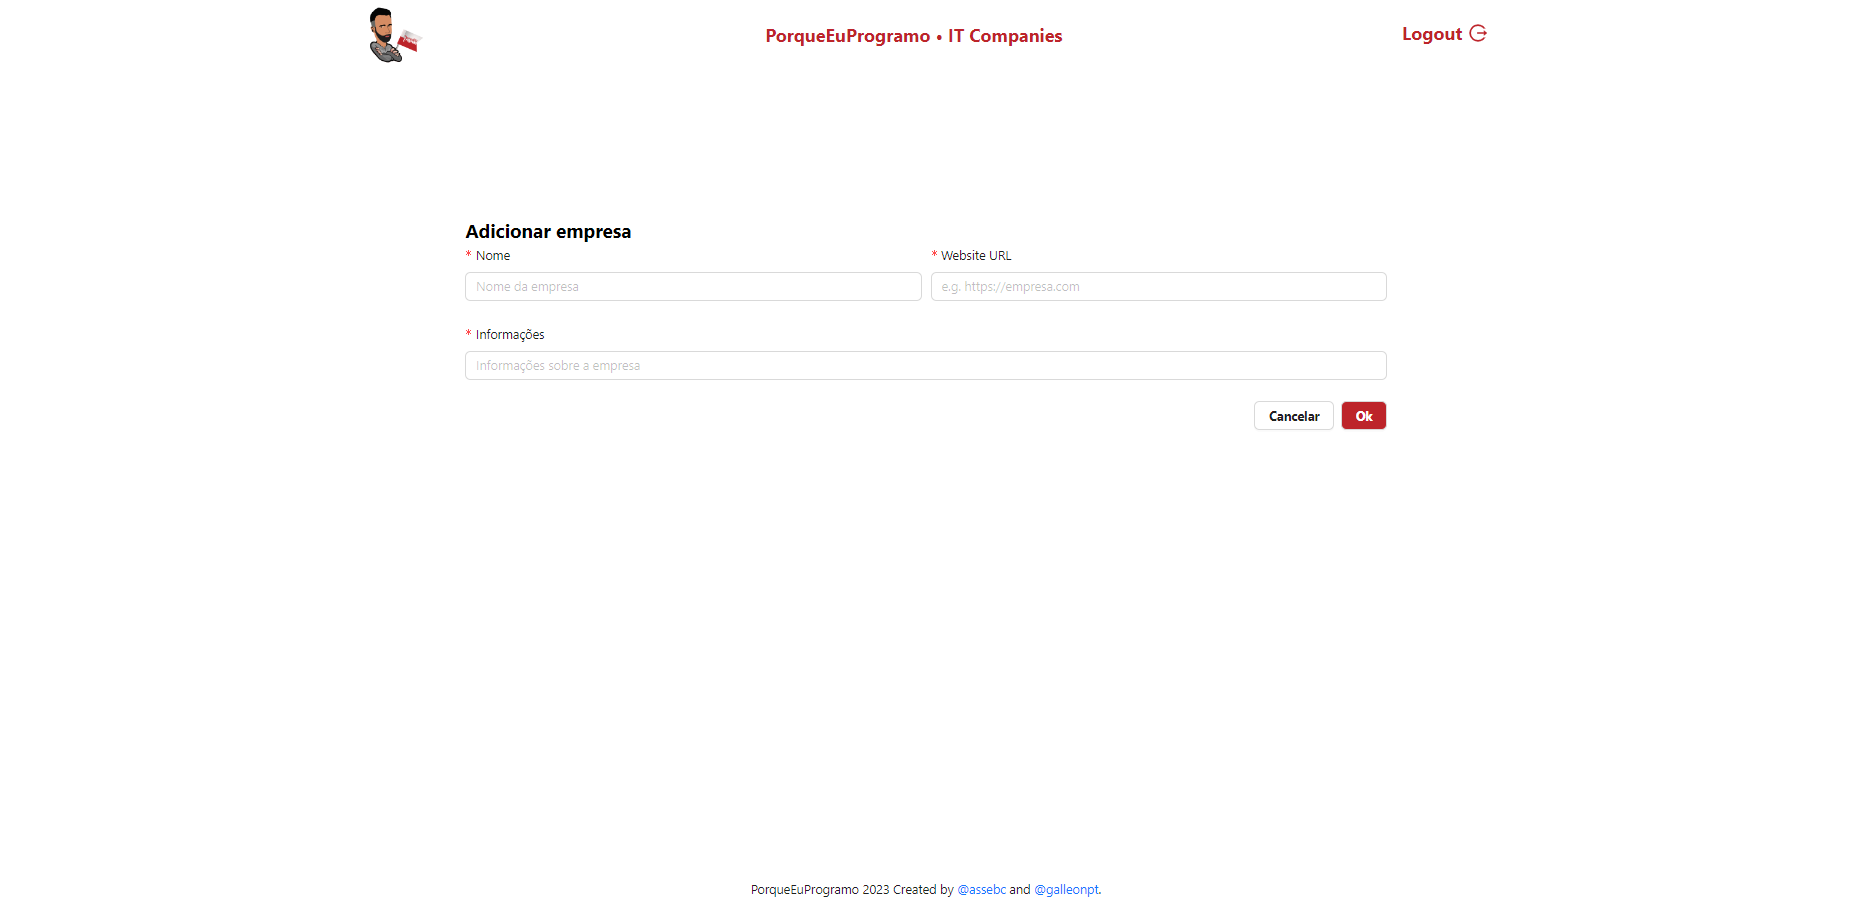 PorqueEuProgramo • IT Companies
Logout
Adicionar empresa
* Nome
* Website URL
Nome da empresa
e.g. https://empresa.com
* Informações
Informações sobre a empresa
Cancelar
Ok
PorqueEuProgramo 2023 Created by @assebc and @galleonpt.